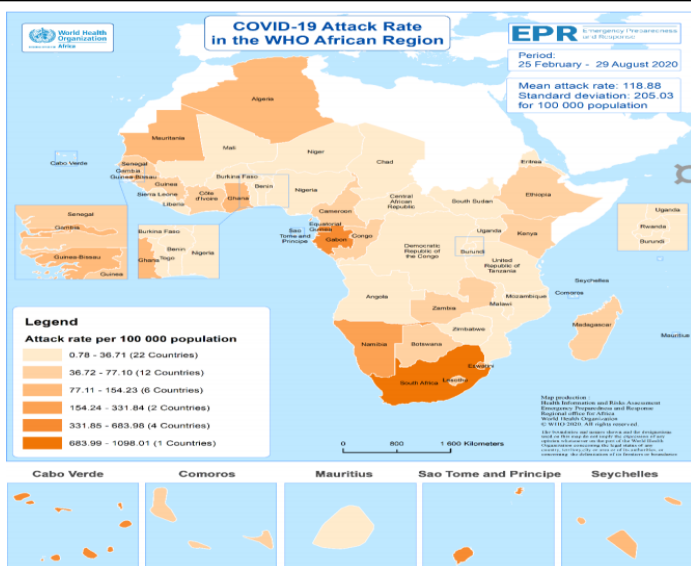 World Health
Organization
Africa
COVID-19 Attack Rate
in the WHO African Region
EPR
Emergency Preparedness
and Response
Period:
25 February - 29 August 2020
Mean attack rate: 118.88
Standard deviation: 205.03
for 100 000 population
Algeria
Mauritania
Mali
Niger
Chad
Eritrea
Cabo Verde
Senegal
Gambia
Guinea-Bissau
Guinea
Sierra Leone
Liberia
Côte
d'Ivoire
Burkina Faso
Ghana
Benin
Nigeria
Cameroon
Central
African
Republic
South Sudan
Ethiopia
Equatorial
Guinea
Sao
Tome and
Principe
Gabon
Congo
Democratic
Republic of
the Congo
Uganda
Kenya
Burundi
United
Republic of
Tanzania
Seychelles
Comoros
Angola
Zambia
Malawi
Mozambique
Zimbabwe
Madagascar
Mauritius
Namibia
Botswana
Eswatini
Lesotho
South Africa
Senegal
Gambia
Guinea-Bissau
Guinea
Burkina Faso
Benin
Ghana
Togo
Nigeria
Uganda
Rwanda
Burundi
Legend
Attack rate per 100 000 population
0.78 - 36.71 (22 Countries)
36.72 - 77.10 (12 Countries)
77.11 - 154.23 (6 Countries)
154.24 - 331.84 (2 Countries)
331.85 - 683.98 (4 Countries)
683.99 - 1098.01 (1 Countries)
0 800 1 600 Kilometers
Map production :
Health Information and Risks Assessment
Emergency Preparedness and Response
Regional office for Africa
World Health Organization
© WHO 2020. All rights reserved.
Cabo Verde
Comoros
Mauritius
Sao Tome and Principe
Seychelles